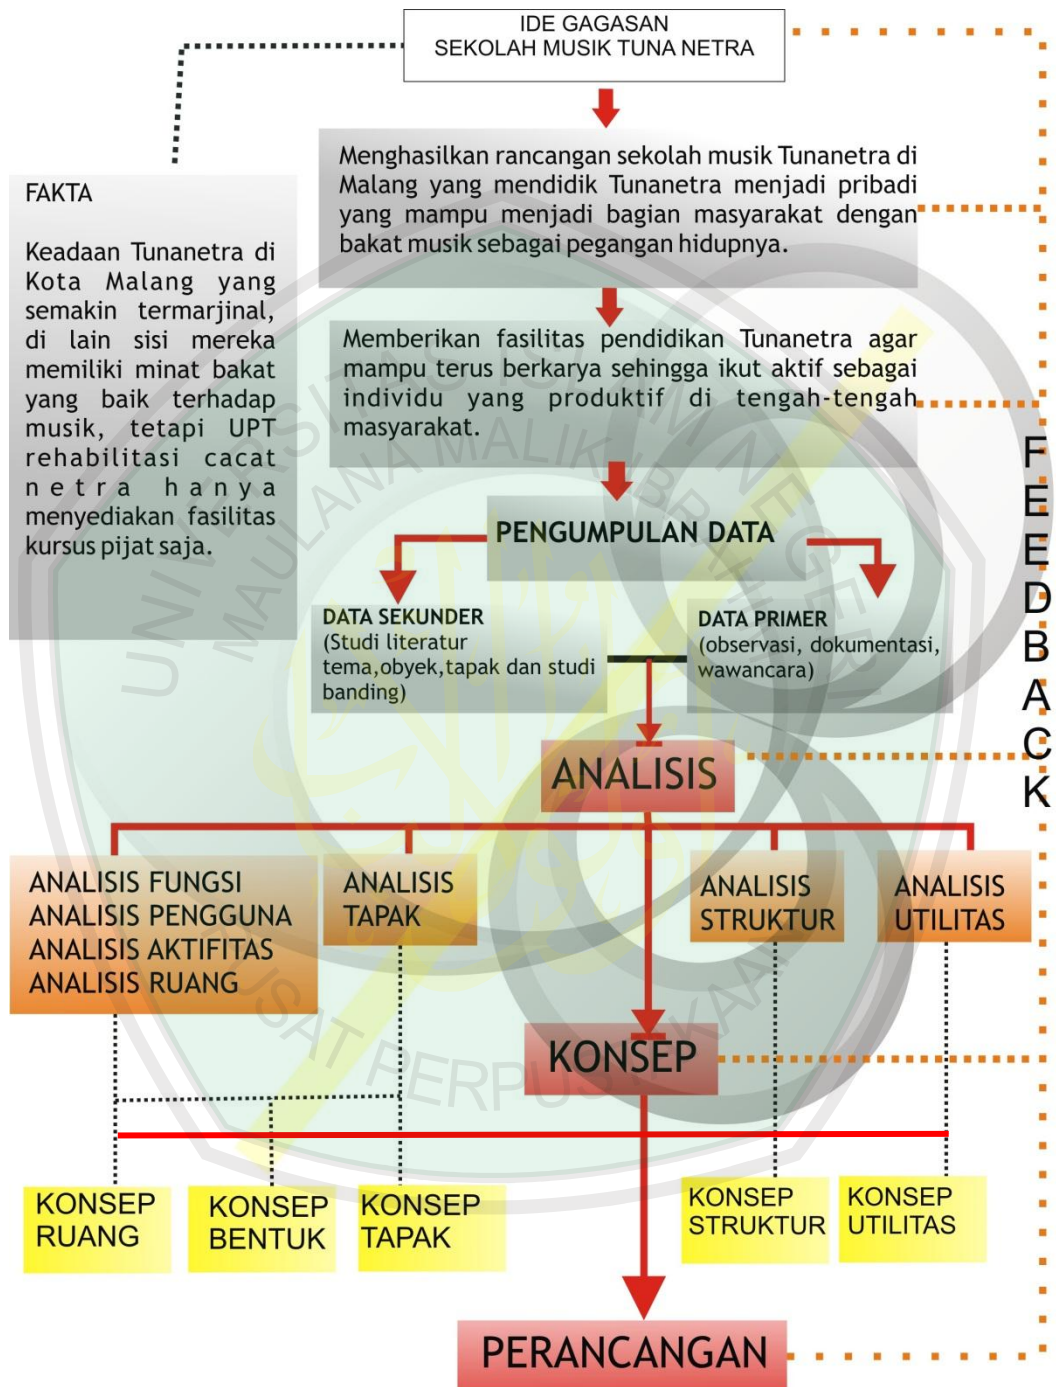 IDE GAGASAN
SEKOLAH MUSIK TUNA NETRA
FAKTA
Keadaan Tunanetra di
Kota Malang yang
semakin termarjinal,
di lain sisi mereka
memiliki minat bakat
yang baik terhadap
musik, tetapi UPT
rehabilitasi cacat
netra hanya
menyediakan fasilitas
kursus pijat saja.
Menghasilkan rancangan sekolah musik Tunanetra di
Malang yang mendidik Tunanetra menjadi pribadi
yang mampu menjadi bagian masyarakat dengan
bakat musik sebagai pegangan hidupnya.
Memberikan fasilitas pendidikan Tunanetra agar
mampu terus berkarya sehingga ikut aktif sebagai
individu yang produktif di tengah-tengah
masyarakat.
PENGUMPULAN DATA
DATA SEKUNDER
(Studi literatur
tema,obyek,tapak dan studi
banding)
DATA PRIMER
(observasi, dokumentasi,
wawancara)
FEEDBACK
ANALISIS
ANALISIS FUNGSI
ANALISIS PENGGUNA
ANALISIS AKTIFITAS
ANALISIS RUANG
ANALISIS
TAPAK
ANALISIS
STRUKTUR
ANALISIS
UTILITAS
KONSEP
KONSEP
RUANG
KONSEP
BENTUK
KONSEP
TAPAK
KONSEP
STRUKTUR
KONSEP
UTILITAS
PERANCANGAN
UNIVERSITAS ISLAM NEGERI
MAULANA MALIK IBRAHIM